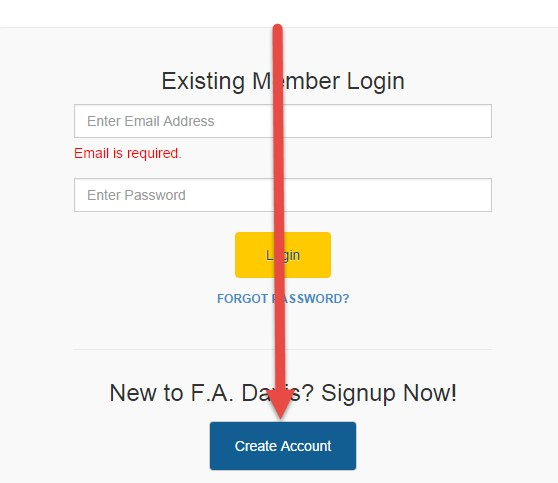 Existing Member Login
Enter Email Address
Email is required.
Enter Password
Login
FORGOT PASSWORD?
New to F.A. Davis? Signup Now!
Create Account